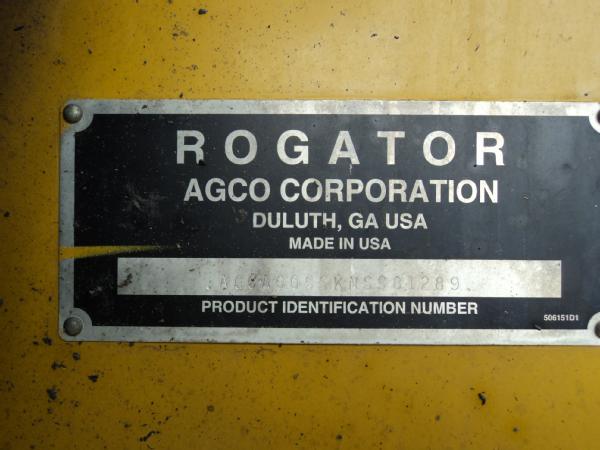 ROGATOR
AGCO CORPORATION
DULUTH, GA USA
MADE IN USA
PRODUCT IDENTIFICATION NUMBER
506151D1